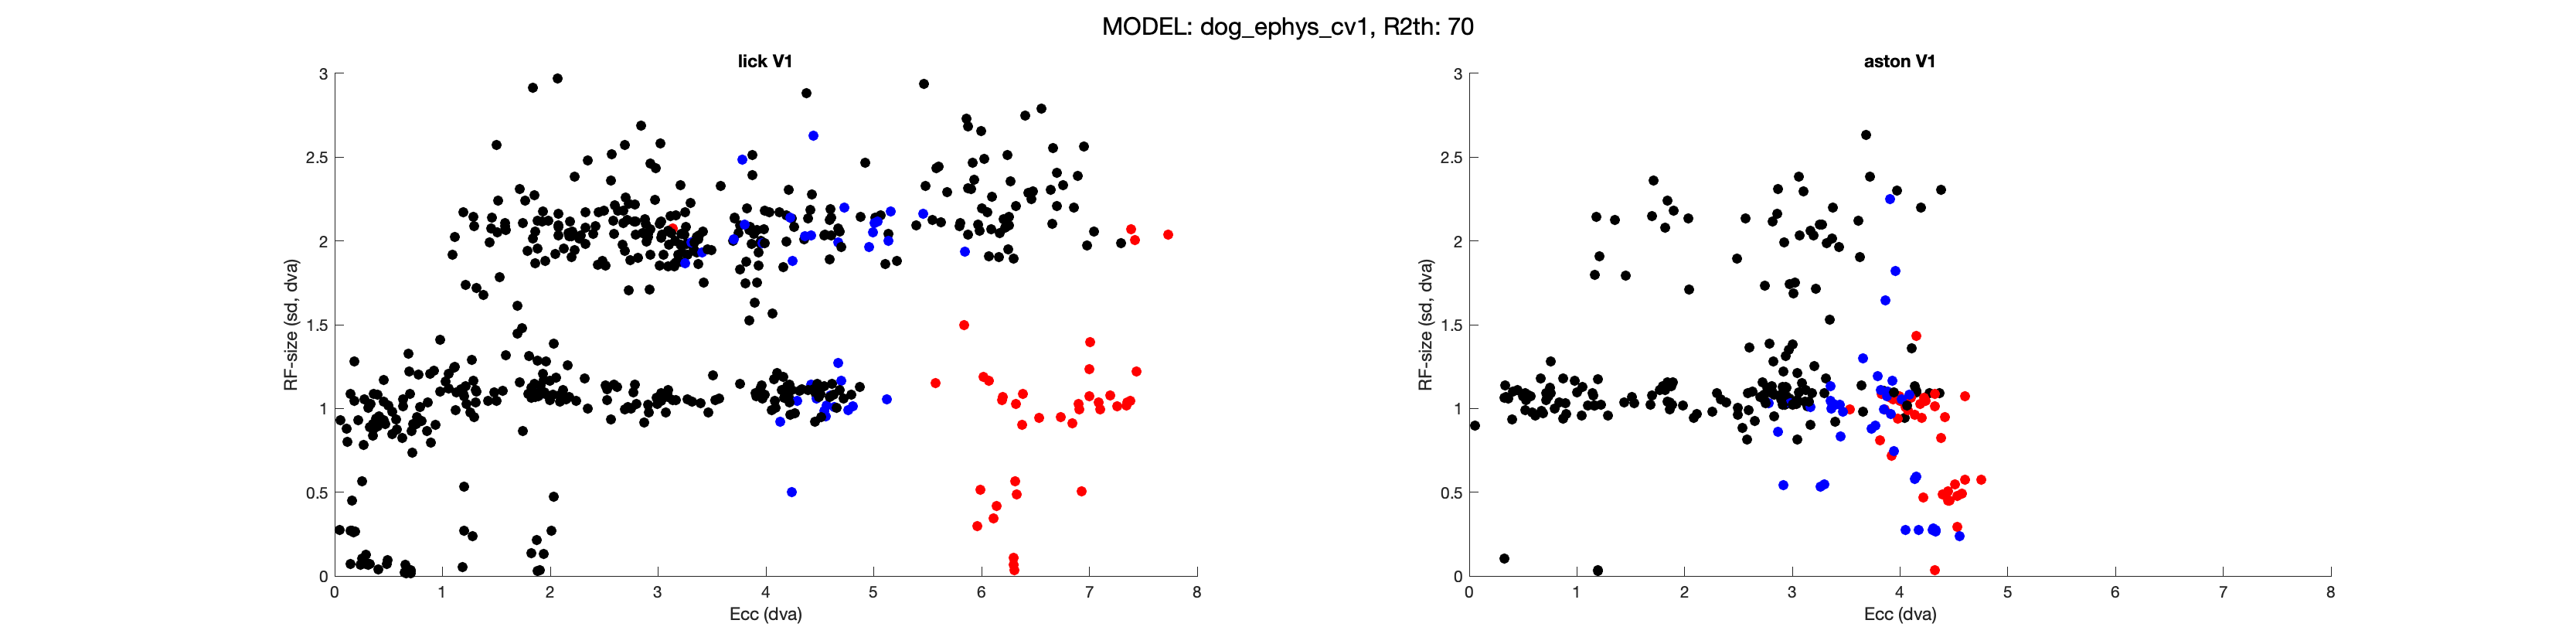 MODEL: dog_ephys_cv1, R2th: 70
lick V1
3
2.5
2
1.5
1
0.5
0
RF-size (sd, dva)
0 1 2 3 4 5 6 7 8
Ecc (dva)
aston V1
3
2.5
2
1.5
1
0.5
0
RF-size (sd, dva)
0 1 2 3 4 5 6 7 8
Ecc (dva)